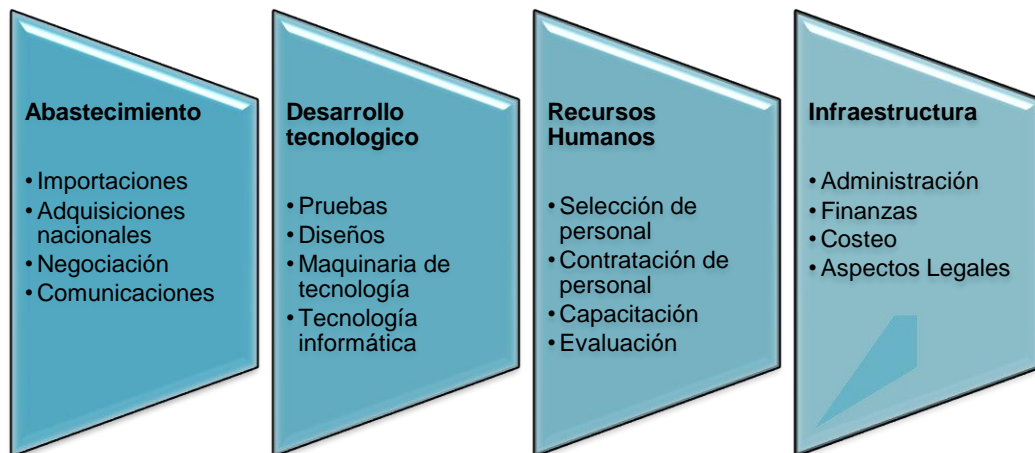 Abastecimiento
• Importaciones
• Adquisiciones
nacionales
• Negociación
• Comunicaciones
Desarrollo
tecnologico
• Pruebas
• Diseños
• Maquinaria de
tecnología
• Tecnología
informática
Recursos
Humanos
• Selección de
personal
• Contratación de
personal
• Capacitación
• Evaluación
Infraestructura
• Administración
• Finanzas
• Costeo
• Aspectos Legales